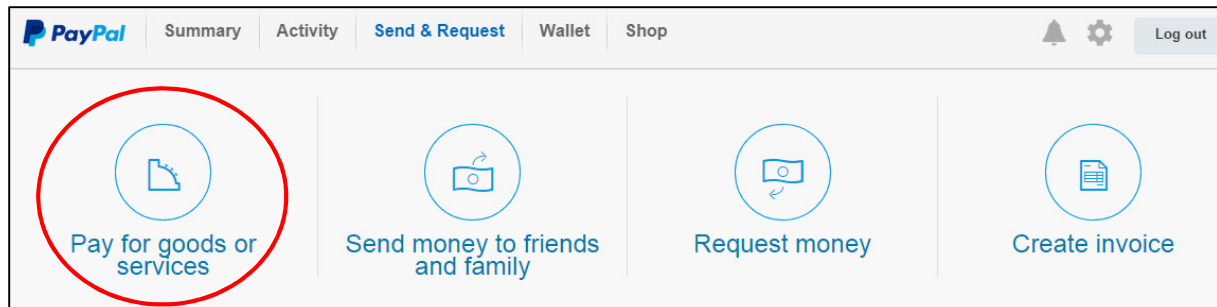 PayPal Summary Activity Send & Request Wallet Shop Log out
Pay for goods or
services
Send money to friends
and family
Request money
Create invoice